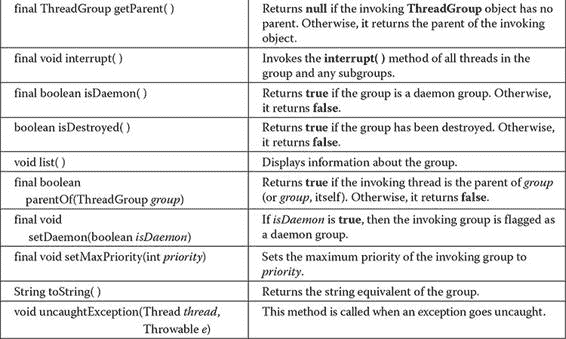 final ThreadGroup getParent( )
Returns null if the invoking ThreadGroup object has no
parent. Otherwise, it returns the parent of the invoking
object.
final void interrupt( )
Invokes the interrupt( ) method of all threads in the
group and any subgroups.
final boolean isDaemon( )
Returns true if the group is a daemon group. Otherwise,
it returns false.
boolean isDestroyed( )
Returns true if the group has been destroyed. Otherwise,
it returns false.
void list( )
Displays information about the group.
final boolean
parentOf(ThreadGroup group)
Returns true if the invoking thread is the parent of group
(or group, itself). Otherwise, it returns false.
final void
setDaemon(boolean isDaemon)
If isDaemon is true, then the invoking group is flagged as
a daemon group.
final void setMaxPriority(int priority)
Sets the maximum priority of the invoking group to
priority.
String toString( )
Returns the string equivalent of the group.
void uncaughtException(Thread thread,
Throwable e)
This method is called when an exception goes uncaught.